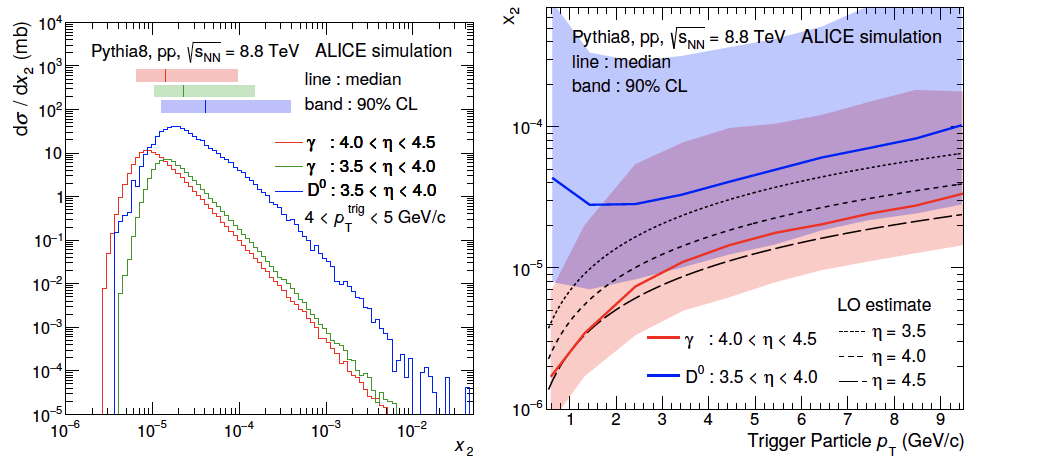 dσ / dx₂ (mb)
10⁴
10³
10²
10
1
10⁻¹
10⁻²
10⁻³
10⁻⁴
10⁻⁵
Pythia8, pp, √sNN = 8.8 TeV ALICE simulation
line : median
band : 90% CL
γ : 4.0 < η < 4.5
γ : 3.5 < η < 4.0
D⁰ : 3.5 < η < 4.0
4 < pTtrig < 5 GeV/c
10⁻⁶ 10⁻⁵ 10⁻⁴ 10⁻³ 10⁻²
x₂
x₂
10⁻⁴
10⁻⁵
10⁻⁶
Pythia8, pp, √sNN = 8.8 TeV ALICE simulation
line : median
band : 90% CL
LO estimate
η = 3.5
η = 4.0
η = 4.5
γ : 4.0 < η < 4.5
D⁰ : 3.5 < η < 4.0
1 2 3 4 5 6 7 8 9
Trigger Particle pT (GeV/c)